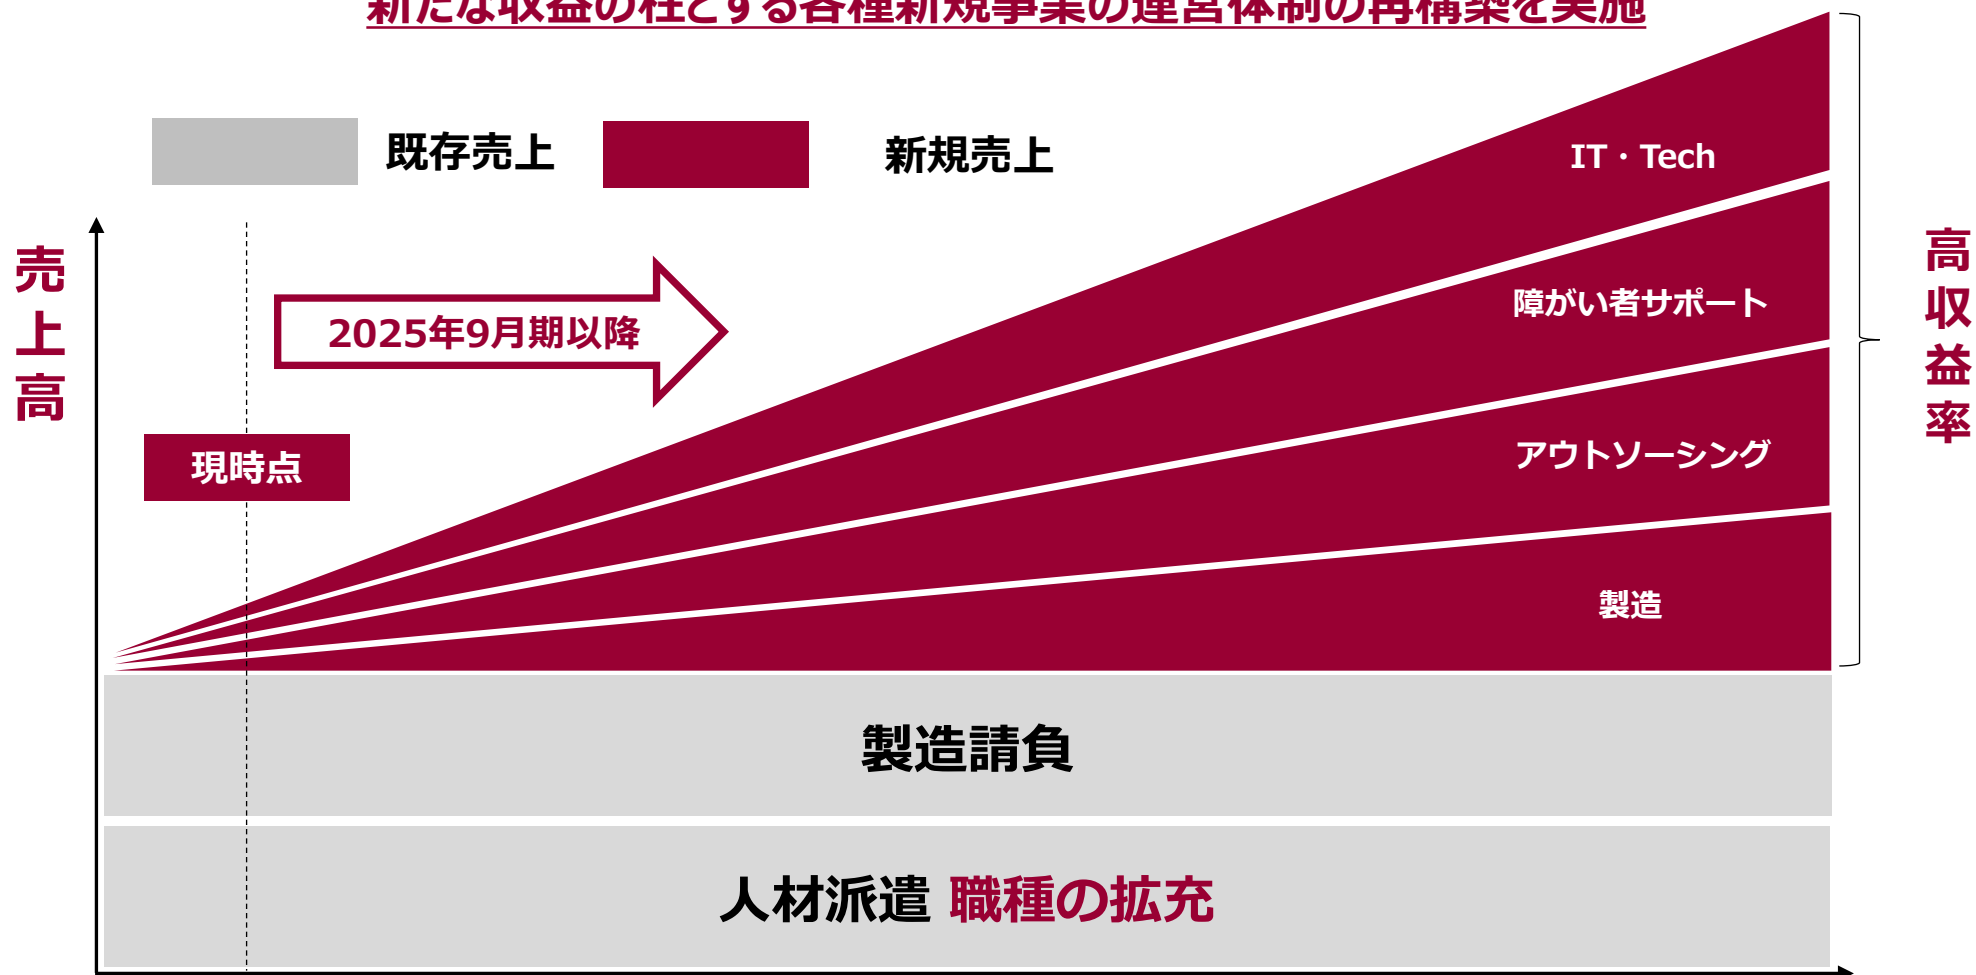 新たな収益の柱とする各種新規事業の運営体制の再構築を実施
既存売上
新規売上
売上高
2025年9月期以降
現時点
IT・Tech
障がい者サポート
アウトソーシング
製造
高収益率
製造請負
人材派遣 職種の拡充